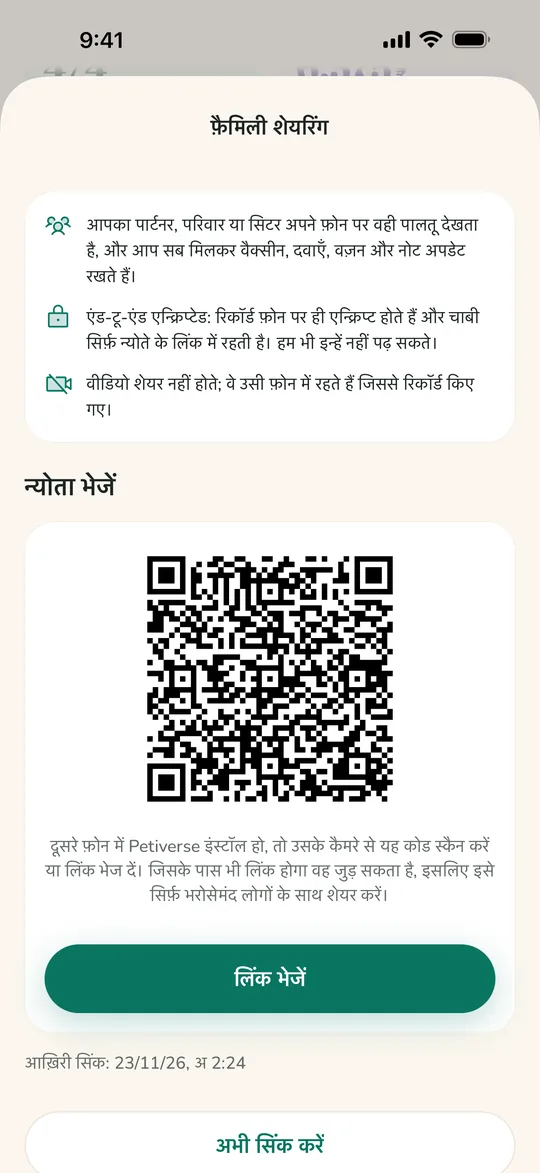 9:41
फ़ैमिली शेयरिंग
आपका पार्टनर, परिवार या सिटर अपने फ़ोन पर वही पालतू देखता
है, और आप सब मिलकर वैक्सीन, दवाएँ, वज़न और नोट अपडेट
रखते हैं।
एंड-टू-एंड एन्क्रिप्टेड: रिकॉर्ड फ़ोन पर ही एन्क्रिप्ट होते हैं और चाबी
सिर्फ़ न्योते के लिंक में रहती है। हम भी इन्हें नहीं पढ़ सकते।
वीडियो शेयर नहीं होते; वे उसी फ़ोन में रहते हैं जिससे रिकॉर्ड किए
गए।
न्योता भेजें
दूसरे फ़ोन में Petiverse इंस्टॉल हो, तो उसके कैमरे से यह कोड स्कैन करें
या लिंक भेज दें। जिसके पास भी लिंक होगा वह जुड़ सकता है, इसलिए इसे
सिर्फ़ भरोसेमंद लोगों के साथ शेयर करें।
लिंक भेजें
आख़िरी सिंक: 23/11/26, अ 2:24
अभी सिंक करें